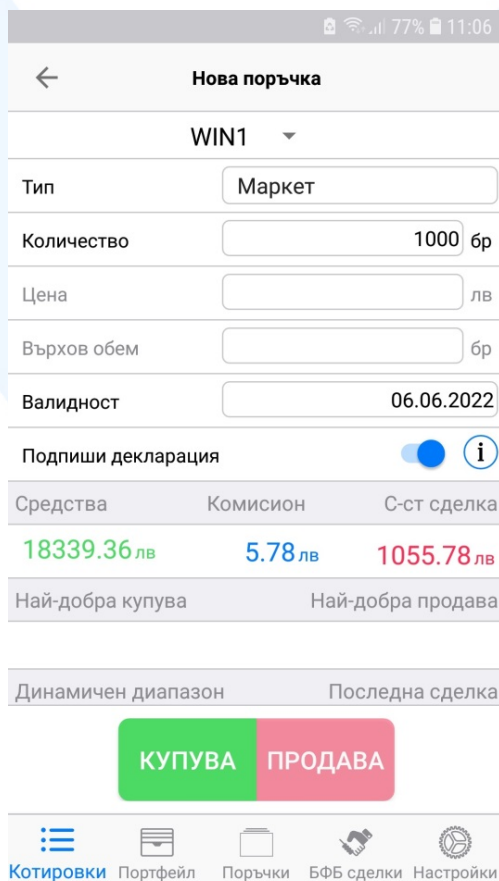 77% 11:06
Нова поръчка
WIN1
Тип Маркет
Количество 1000 бр
Цена лв
Върхов обем бр
Валидност 06.06.2022
Подпиши декларация i
Средства Комисион С-ст сделка
18339.36 лв 5.78 лв 1055.78 лв
Най-добра купува Най-добра продава
Динамичен диапазон Последна сделка
КУПУВА ПРОДАВА
Котировки Портфейл Поръчки БФБ сделки Настройки